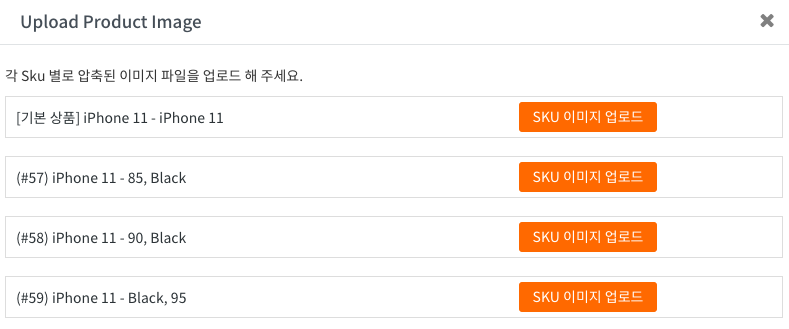 Upload Product Image
각 Sku 별로 압축된 이미지 파일을 업로드 해 주세요.
[기본 상품] iPhone 11 - iPhone 11 SKU 이미지 업로드
(#57) iPhone 11 - 85, Black SKU 이미지 업로드
(#58) iPhone 11 - 90, Black SKU 이미지 업로드
(#59) iPhone 11 - Black, 95 SKU 이미지 업로드